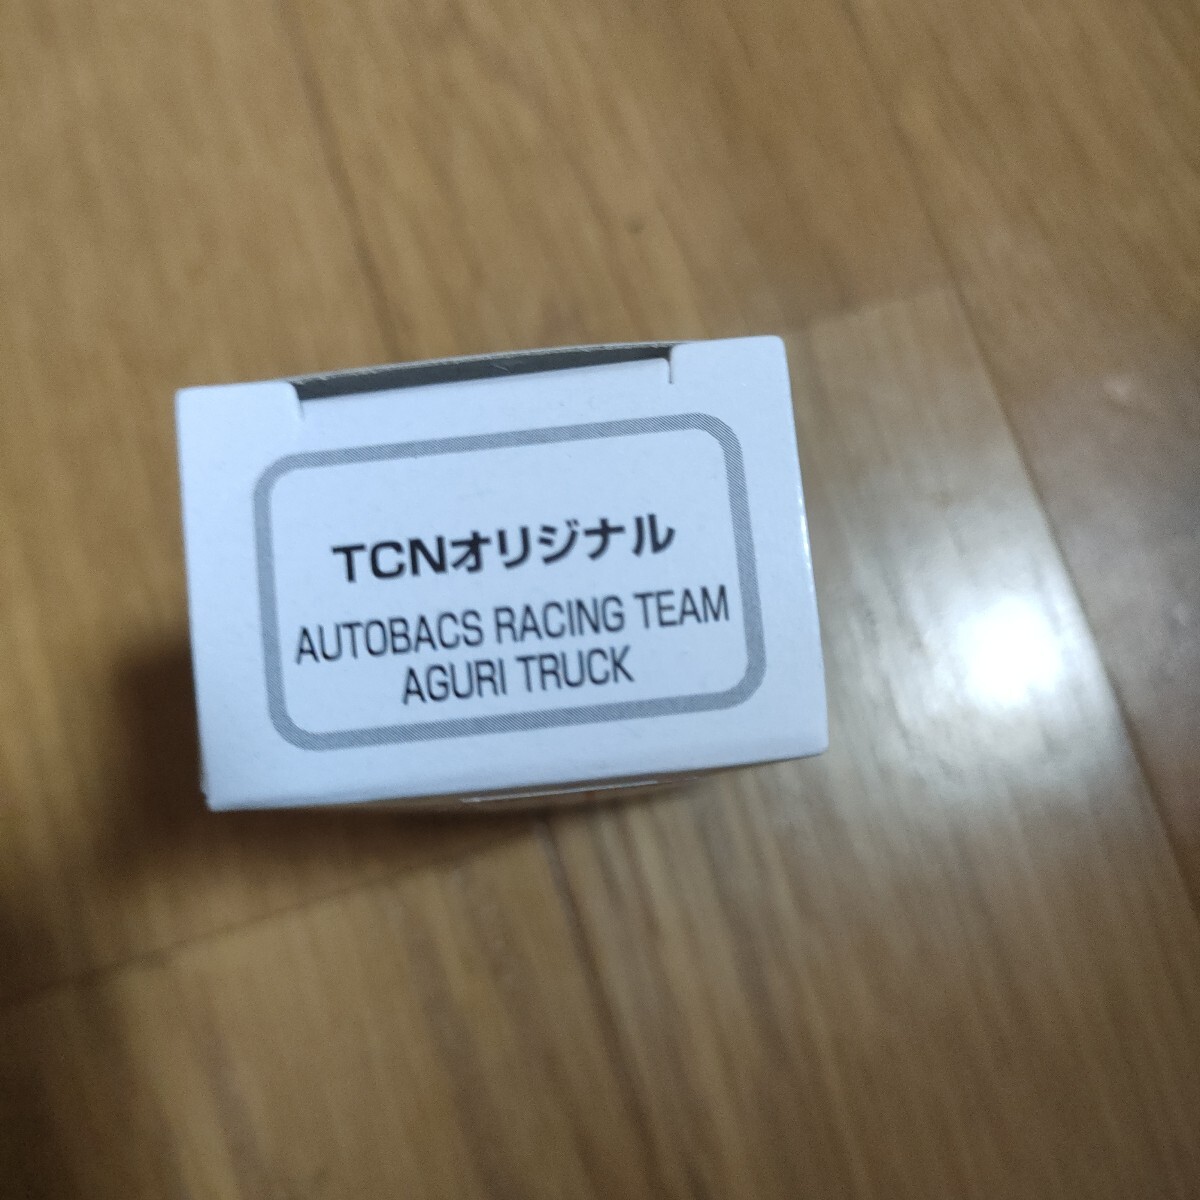 TCNオリジナル
AUTOBACS RACING TEAM
AGURI TRUCK